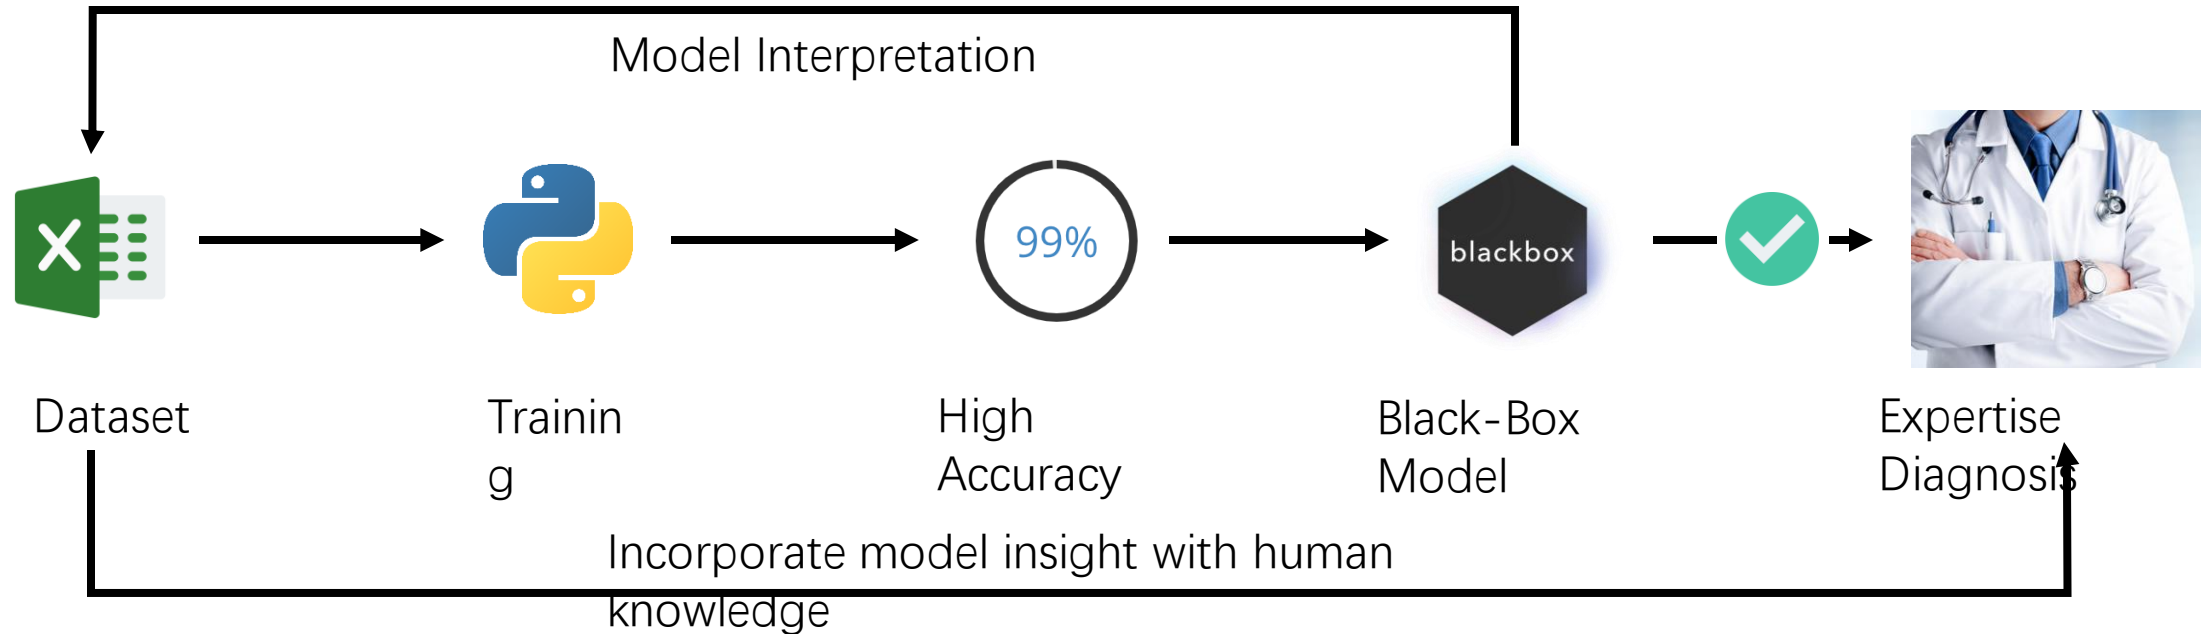 Model Interpretation
X
99%
blackbox
Dataset
Trainin
g
High
Accuracy
Black-Box
Model
Expertise
Diagnosis
Incorporate model insight with human
knowledge